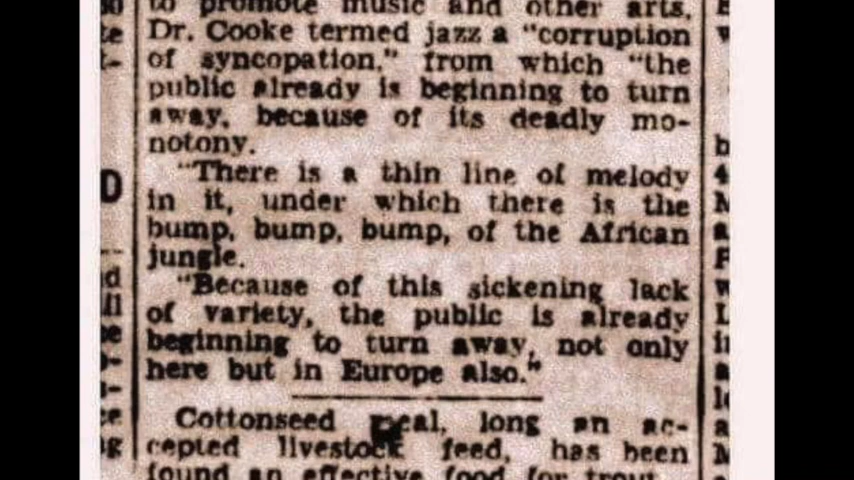 to promote music and other arts,
Dr. Cooke termed jazz a "corruption
of syncopation," from which "the
public already is beginning to turn
away, because of its deadly mo-
notony.
"There is a thin line of melody
in it, under which there is the
bump, bump, bump, of the African
jungle.
"Because of this sickening lack
of variety, the public is already
beginning to turn away, not only
here but in Europe also."
Cottonseed meal, long an ac-
cepted livestock feed, has been
found an effective food for trout.